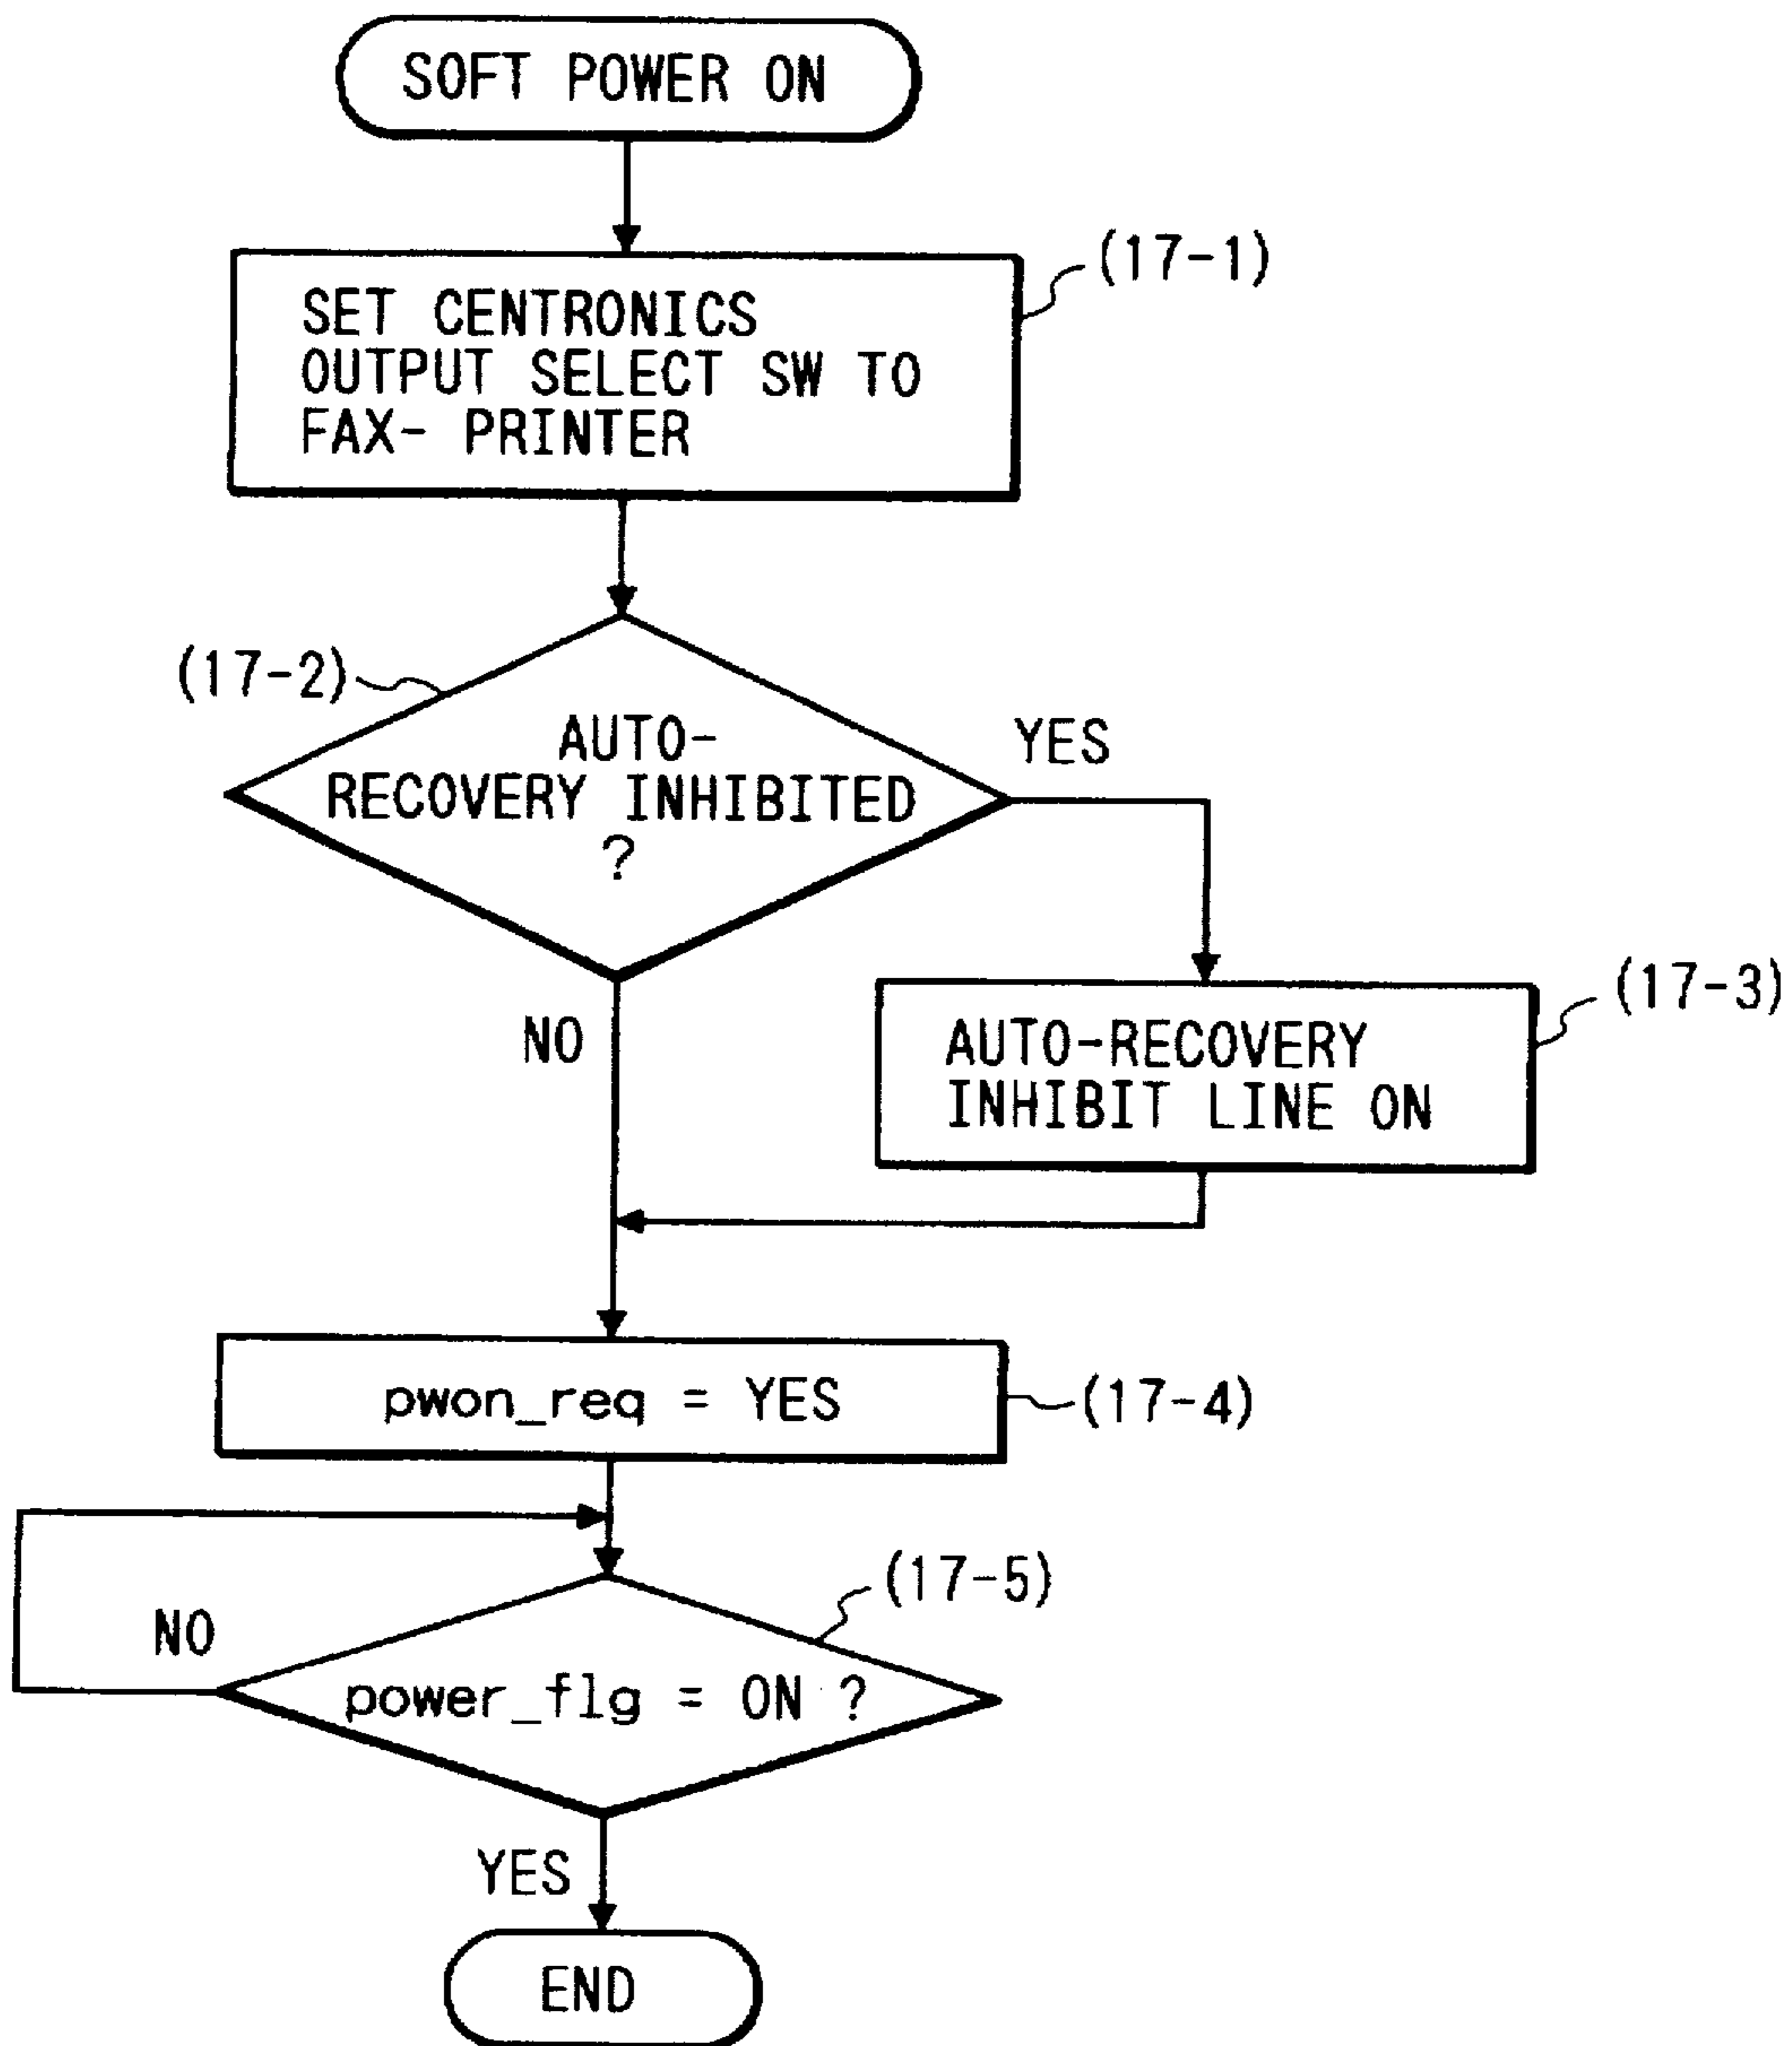 SOFT POWER ON
(17-1)
SET CENTRONICS
OUTPUT SELECT SW TO
FAX- PRINTER
(17-2)
AUTO-
RECOVERY INHIBITED
?
YES
NO
(17-3)
AUTO-RECOVERY
INHIBIT LINE ON
pwon_req = YES
(17-4)
(17-5)
NO
power_flg = ON ?
YES
END